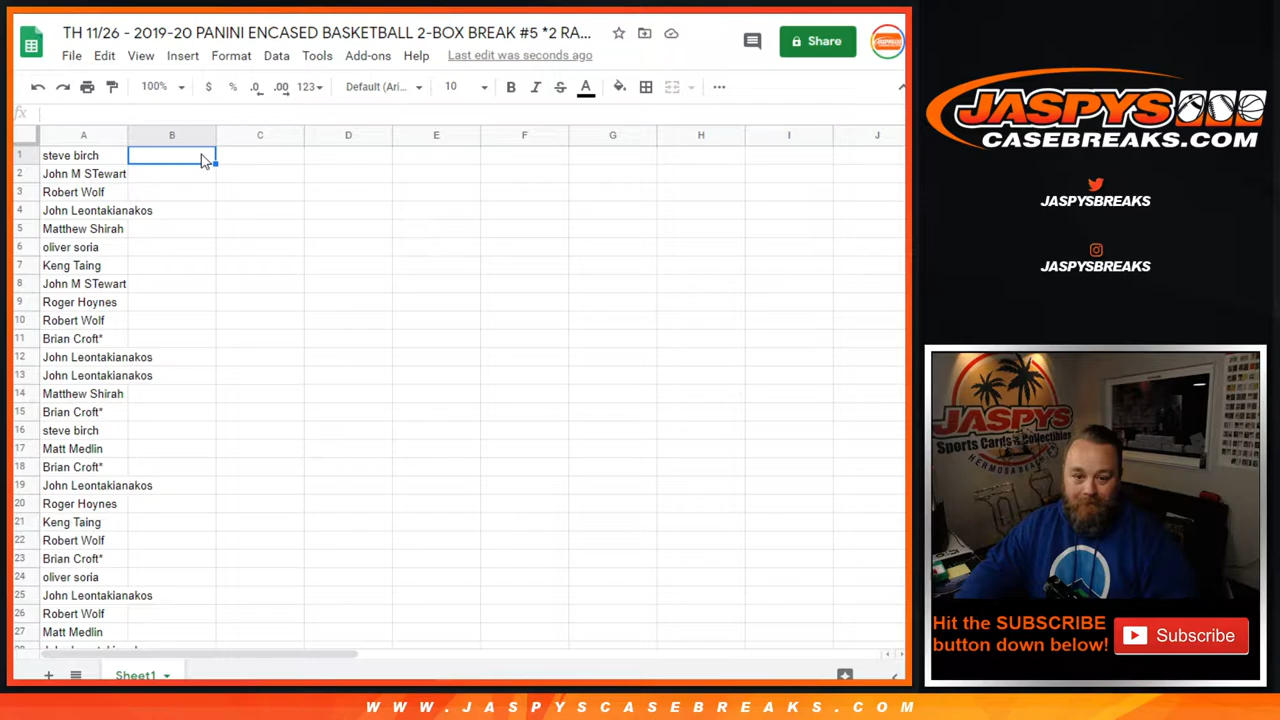 TH 11/26 - 2019-20 PANINI ENCASED BASKETBALL 2-BOX BREAK #5 *2 RA...
File Edit View Insert Format Data Tools Add-ons Help Last edit was seconds ago
Share
100% $ % .0 .00 123 Default (Ari... 10 B I S A
fx
A B C D E F G H I J
1 steve birch
2 John M STewart
3 Robert Wolf
4 John Leontakianakos
5 Matthew Shirah
6 oliver soria
7 Keng Taing
8 John M STewart
9 Roger Hoynes
10 Robert Wolf
11 Brian Croft*
12 John Leontakianakos
13 John Leontakianakos
14 Matthew Shirah
15 Brian Croft*
16 steve birch
17 Matt Medlin
18 Brian Croft*
19 John Leontakianakos
20 Roger Hoynes
21 Keng Taing
22 Robert Wolf
23 Brian Croft*
24 oliver soria
25 John Leontakianakos
26 Robert Wolf
27 Matt Medlin
Sheet1
JASPYS
CASEBREAKS.COM
JASPYSBREAKS
JASPYSBREAKS
JASPYS
Sports Cards & Collectibles
HERMOSA BEACH
Hit the SUBSCRIBE
button down below!
Subscribe
WWW.JASPYSCASEBREAKS.COM